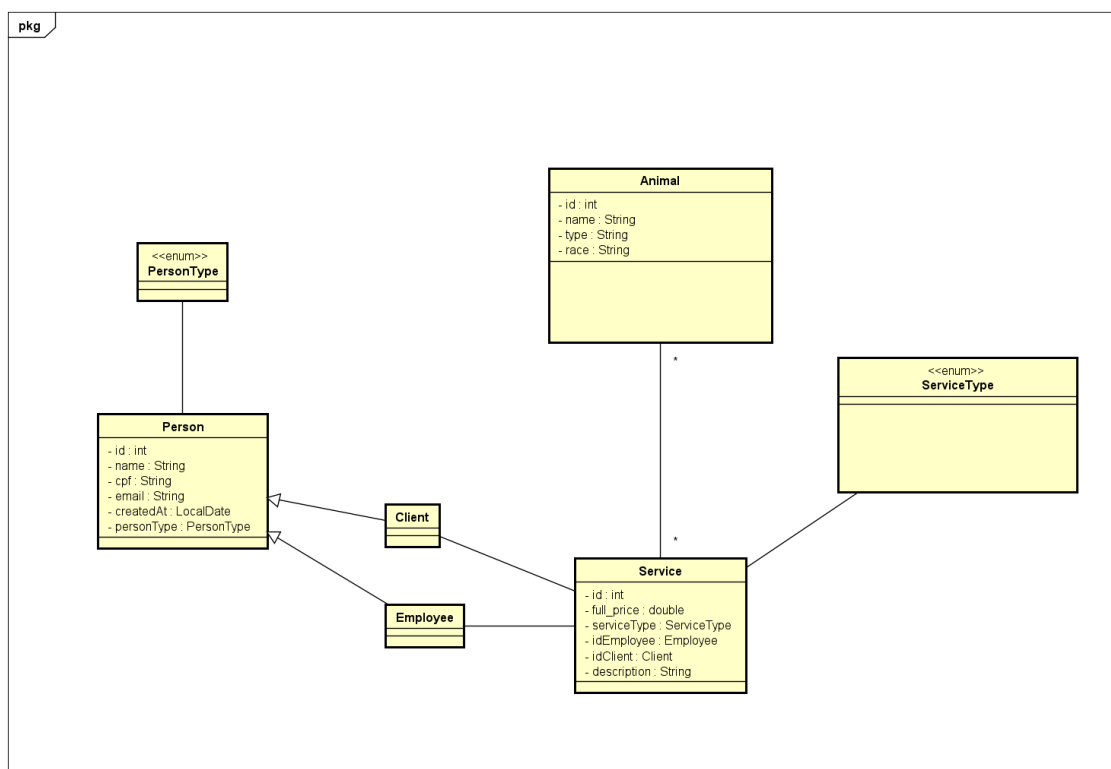 pkg
Animal
- id : int
- name : String
- type : String
- race : String
<<enum>>
PersonType
*
<<enum>>
ServiceType
Person
- id : int
- name : String
- cpf : String
- email : String
- createdAt : LocalDate
- personType : PersonType
Client
*
Service
- id : int
- full_price : double
- serviceType : ServiceType
- idEmployee : Employee
- idClient : Client
- description : String
Employee